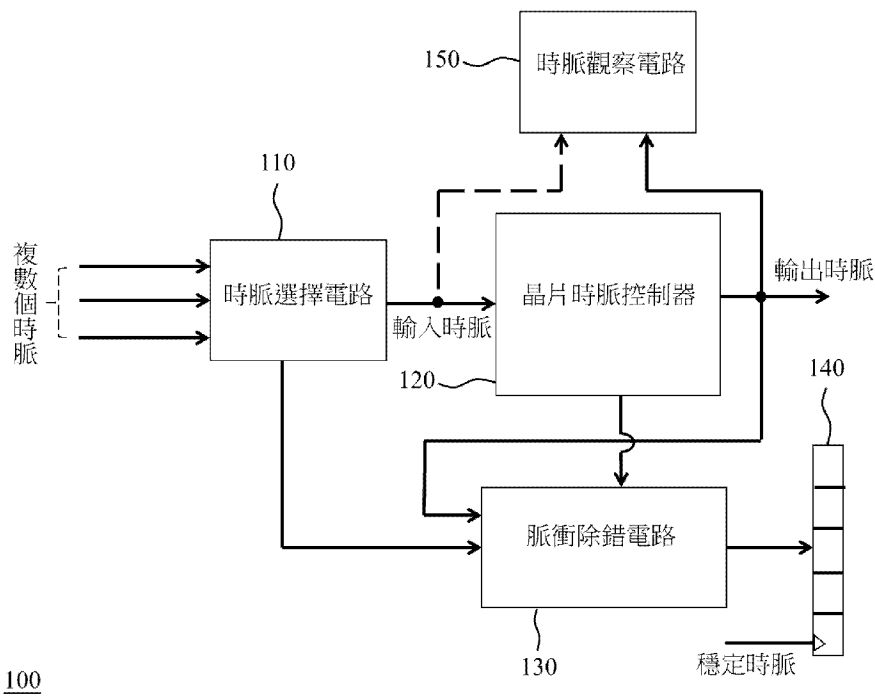 150
時脈觀察電路
110
複數個時脈
時脈選擇電路
輸入時脈
晶片時脈控制器
輸出時脈
120
140
脈衝除錯電路
130
穩定時脈
100